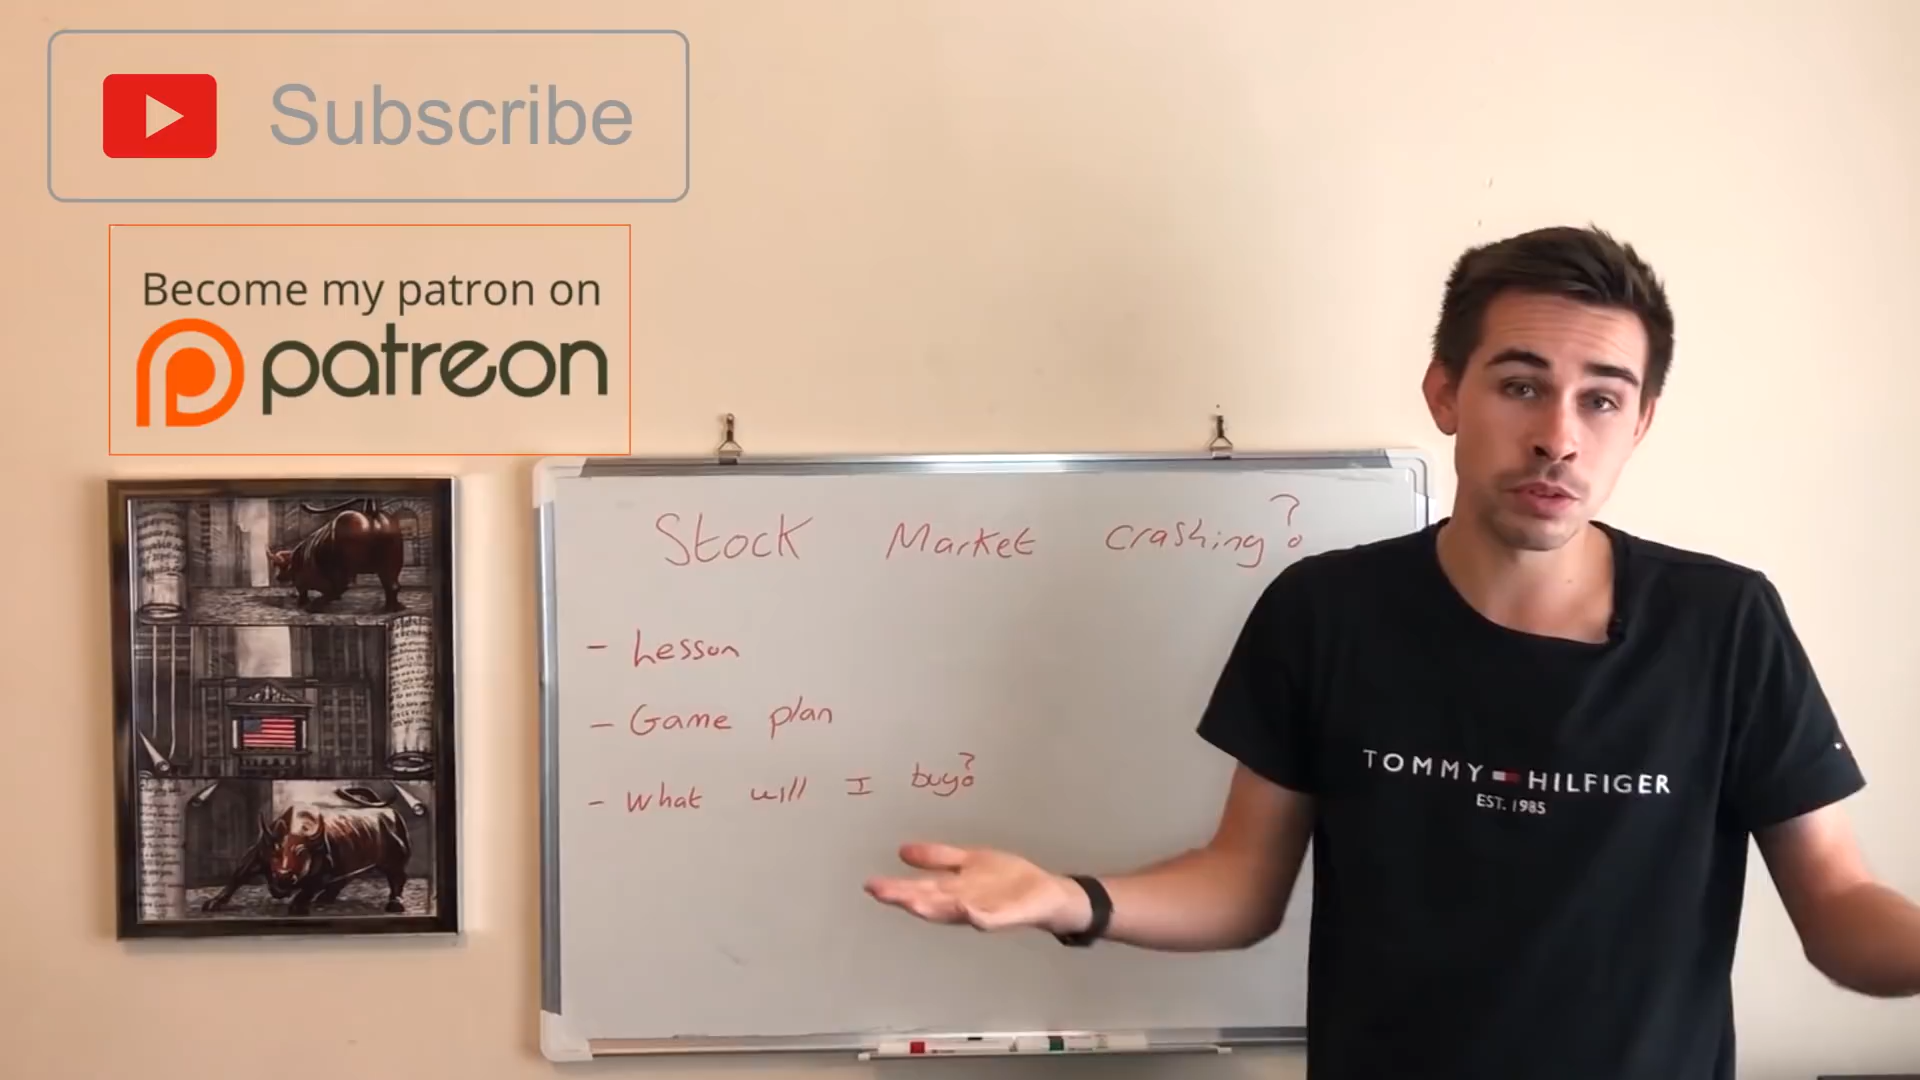 Subscribe
Become my patron on
patreon
Stock Market crashing?
- Lesson
- Game plan
- What will I buy?
TOMMY HILFIGER
EST. 1985